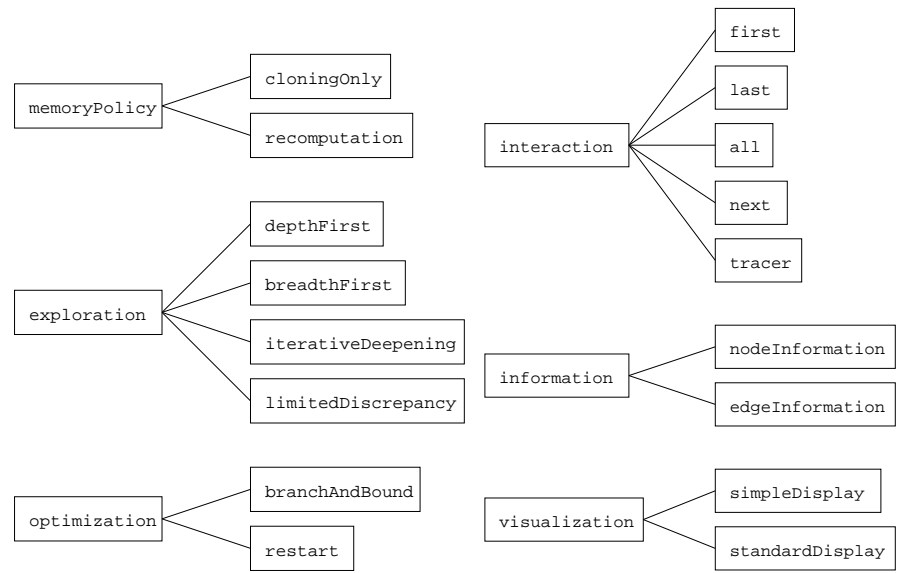 memoryPolicy
cloningOnly
recomputation
exploration
depthFirst
breadthFirst
iterativeDeepening
limitedDiscrepancy
optimization
branchAndBound
restart
interaction
first
last
all
next
tracer
information
nodeInformation
edgeInformation
visualization
simpleDisplay
standardDisplay